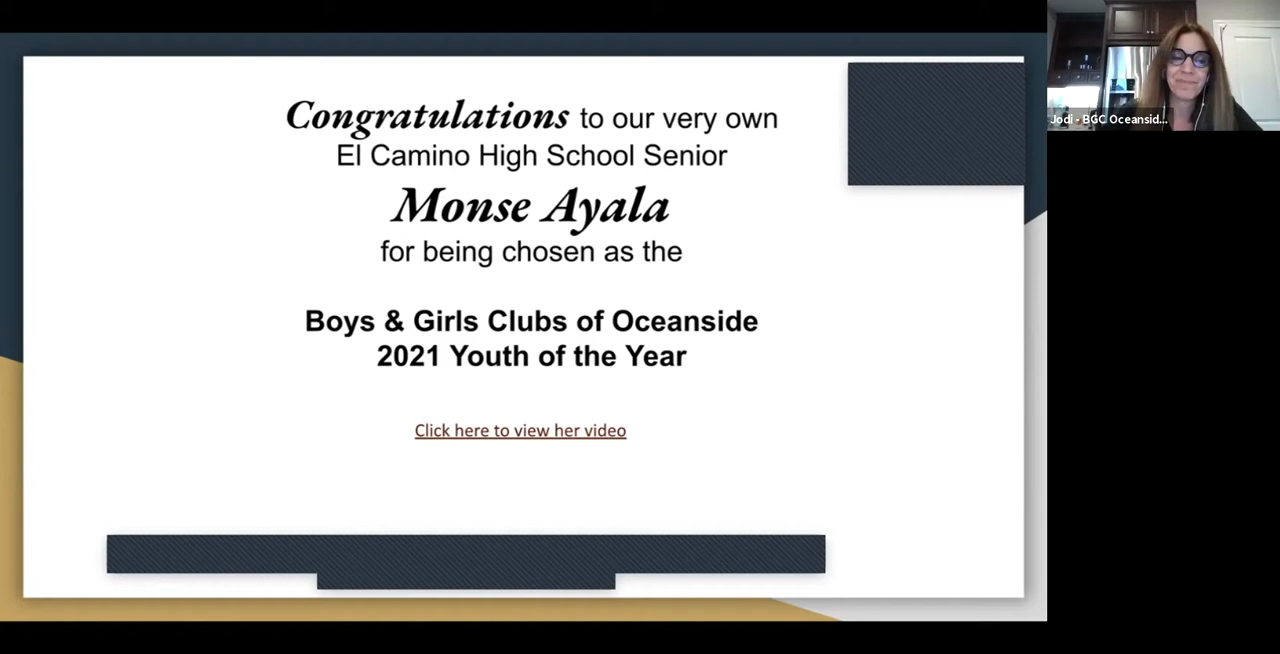 Congratulations to our very own
El Camino High School Senior
Monse Ayala
for being chosen as the
Boys & Girls Clubs of Oceanside
2021 Youth of the Year
Click here to view her video
Jodi - BGC Oceansid...